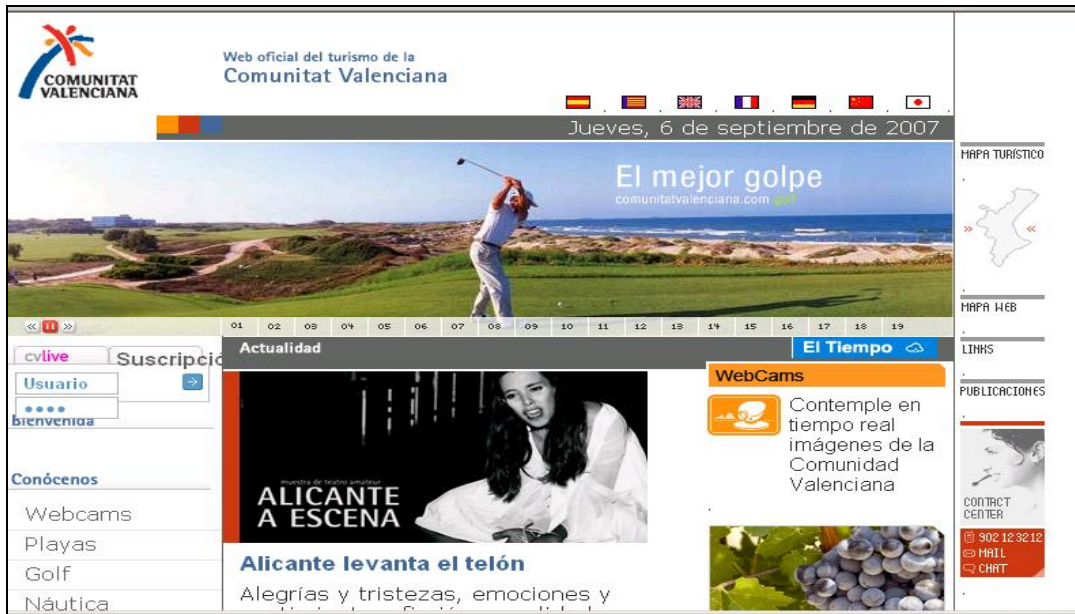 COMUNITAT
VALENCIANA
Web oficial del turismo de la
Comunitat Valenciana
Jueves, 6 de septiembre de 2007
El mejor golpe
comunitatvalenciana.com golf
01 02 03 04 05 06 07 08 09 10 11 12 13 14 15 16 17 18 19
cvlive
Suscripció
Usuario
Bienvenida
Conócenos
Webcams
Playas
Golf
Náutica
Actualidad
El Tiempo
muestra de teatro amateur
ALICANTE
A ESCENA
Alicante levanta el telón
Alegrías y tristezas, emociones y
WebCams
Contemple en
tiempo real
imágenes de la
Comunidad
Valenciana
MAPA TURÍSTICO
MAPA WEB
LINKS
PUBLICACIONES
CONTACT
CENTER
902 12 32 12
MAIL
CHAT